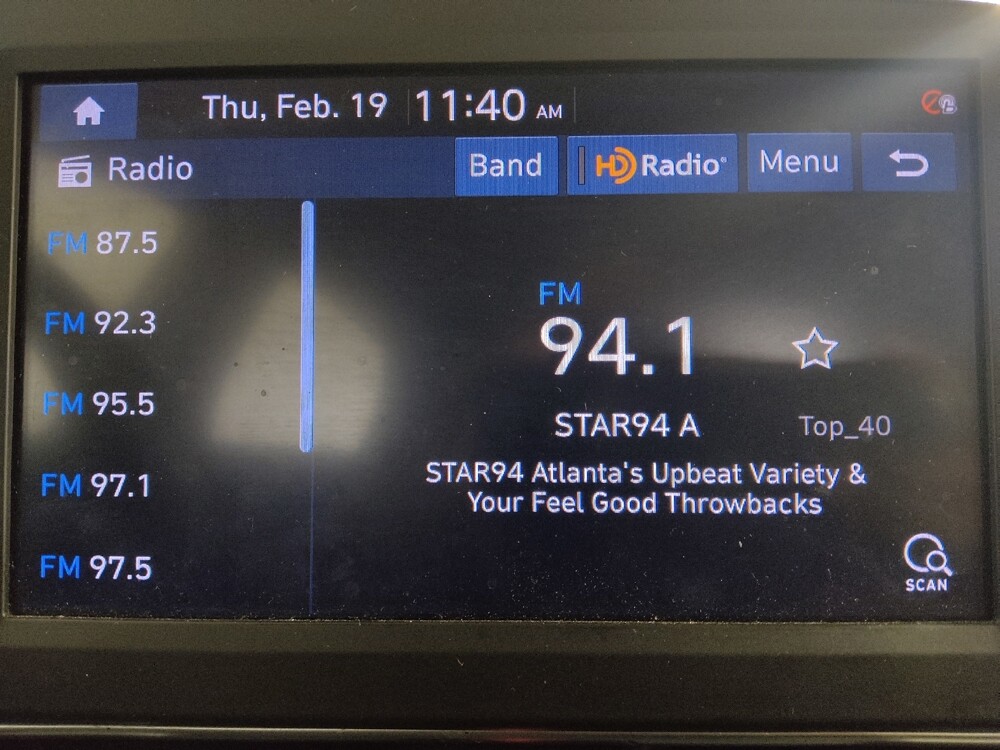 Thu, Feb. 19 11:40 AM
Radio Band HD Radio® Menu
FM 87.5
FM 92.3
FM 95.5
FM 97.1
FM 97.5
FM
94.1
STAR94 A Top_40
STAR94 Atlanta's Upbeat Variety &
Your Feel Good Throwbacks
SCAN